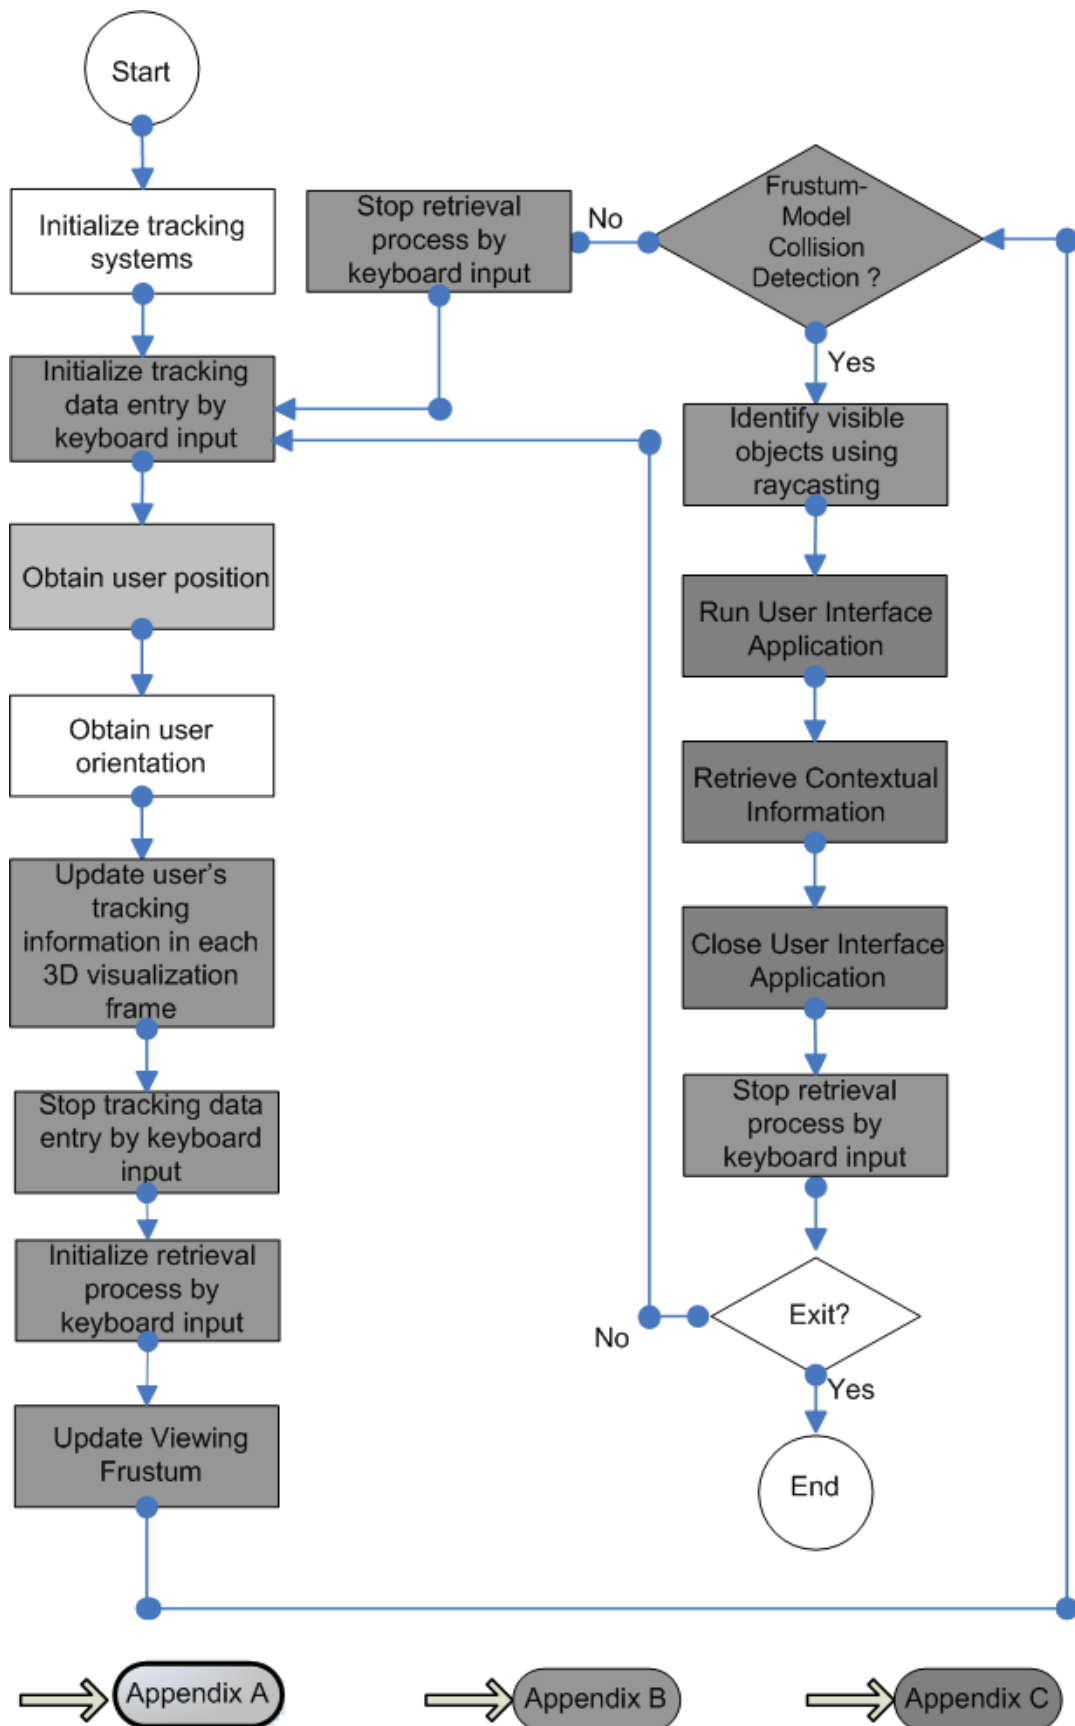 Start
Initialize tracking
systems
Initialize tracking
data entry by
keyboard input
Obtain user position
Obtain user
orientation
Update user's
tracking
information in each
3D visualization
frame
Stop tracking data
entry by keyboard
input
Initialize retrieval
process by
keyboard input
Update Viewing
Frustum
Frustum-
Model
Collision
Detection ?
No
Stop retrieval
process by
keyboard input
Yes
Identify visible
objects using
raycasting
Run User Interface
Application
Retrieve Contextual
Information
Close User Interface
Application
Stop retrieval
process by
keyboard input
Exit?
No
Yes
End
Appendix A
Appendix B
Appendix C